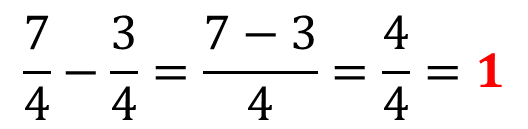 7/4 − 3/4 = (7 − 3)/4 = 4/4 = 1